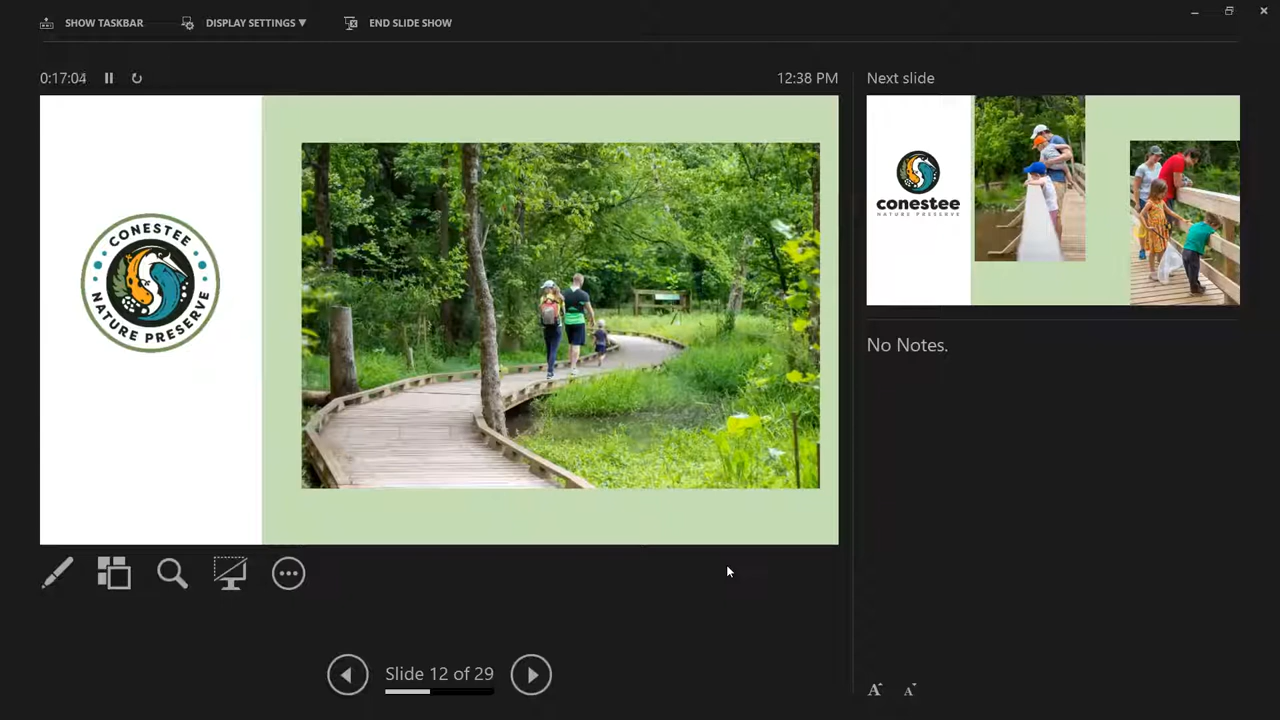 SHOW TASKBAR
DISPLAY SETTINGS ▼
END SLIDE SHOW
0:17:04
12:38 PM
Next slide
CONESTEE
NATURE PRESERVE
conestee
NATURE PRESERVE
No Notes.
Slide 12 of 29
A
A